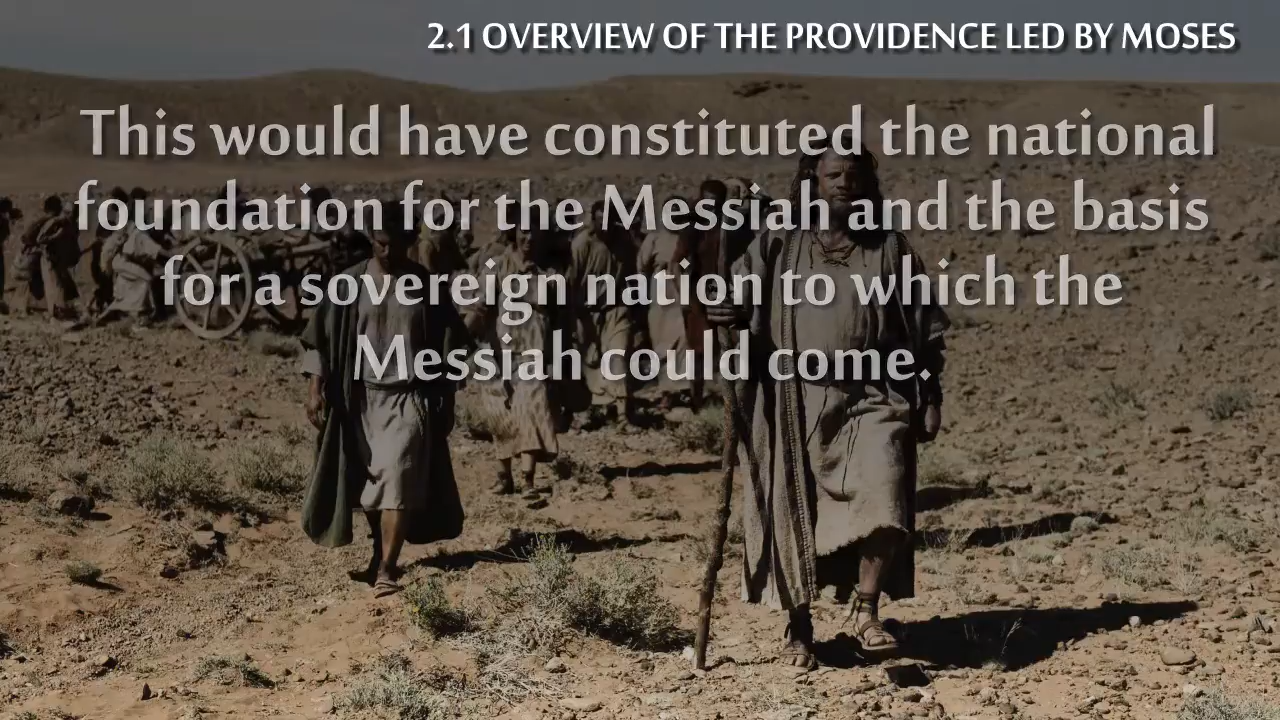 2.1 OVERVIEW OF THE PROVIDENCE LED BY MOSES
This would have constituted the national
foundation for the Messiah and the basis
for a sovereign nation to which the
Messiah could come.